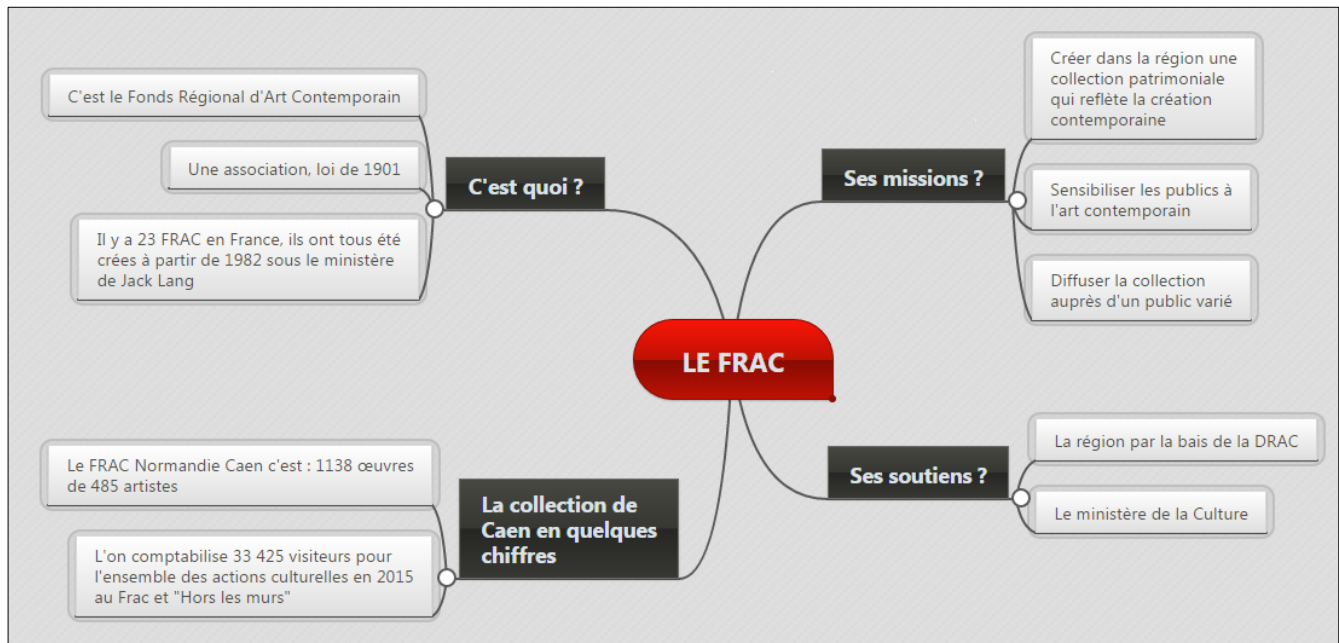 LE FRAC
C'est quoi ?
C'est le Fonds Régional d'Art Contemporain
Une association, loi de 1901
Il y a 23 FRAC en France, ils ont tous été
crées à partir de 1982 sous le ministère
de Jack Lang
Ses missions ?
Créer dans la région une
collection patrimoniale
qui reflète la création
contemporaine
Sensibiliser les publics à
l'art contemporain
Diffuser la collection
auprès d'un public varié
La collection de
Caen en quelques
chiffres
Le FRAC Normandie Caen c'est : 1138 œuvres
de 485 artistes
L'on comptabilise 33 425 visiteurs pour
l'ensemble des actions culturelles en 2015
au Frac et "Hors les murs"
Ses soutiens ?
La région par la bais de la DRAC
Le ministère de la Culture